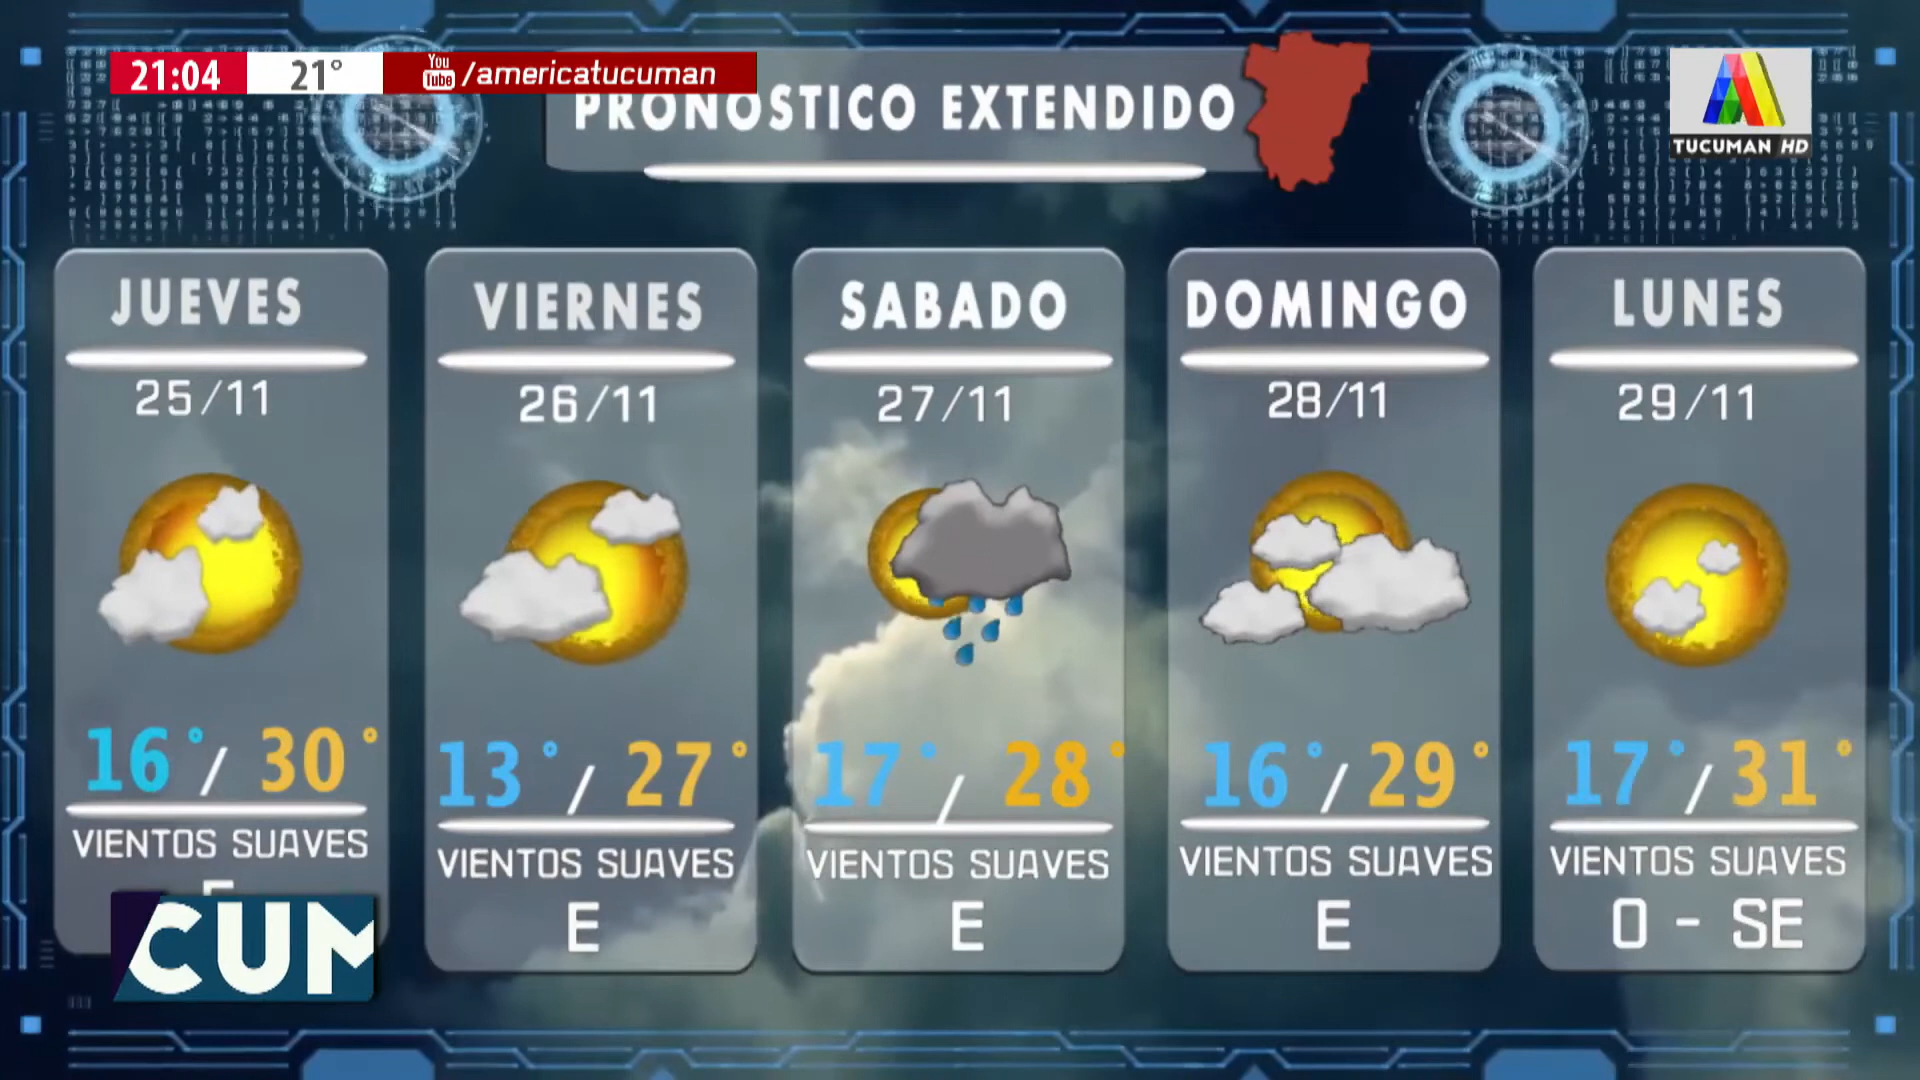 21:04 21° You Tube /americatucuman
PRONOSTICO EXTENDIDO
TUCUMAN HD
JUEVES
25/11
16°/ 30°
VIENTOS SUAVES
VIERNES
26/11
13°/ 27°
VIENTOS SUAVES
E
SABADO
27/11
17°/ 28°
VIENTOS SUAVES
E
DOMINGO
28/11
16°/ 29°
VIENTOS SUAVES
E
LUNES
29/11
17°/ 31°
VIENTOS SUAVES
O - SE
CUM